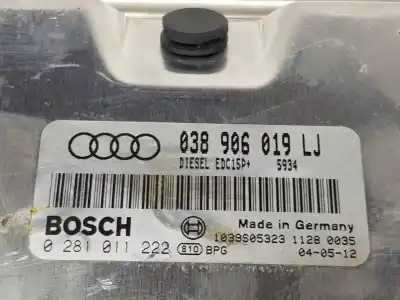 038 906 019 LJ
DIESEL EDC15P+ 5934
BOSCH
Made in Germany
1039S05323 1128 0035
0 281 011 222 810 BPG 04-05-12